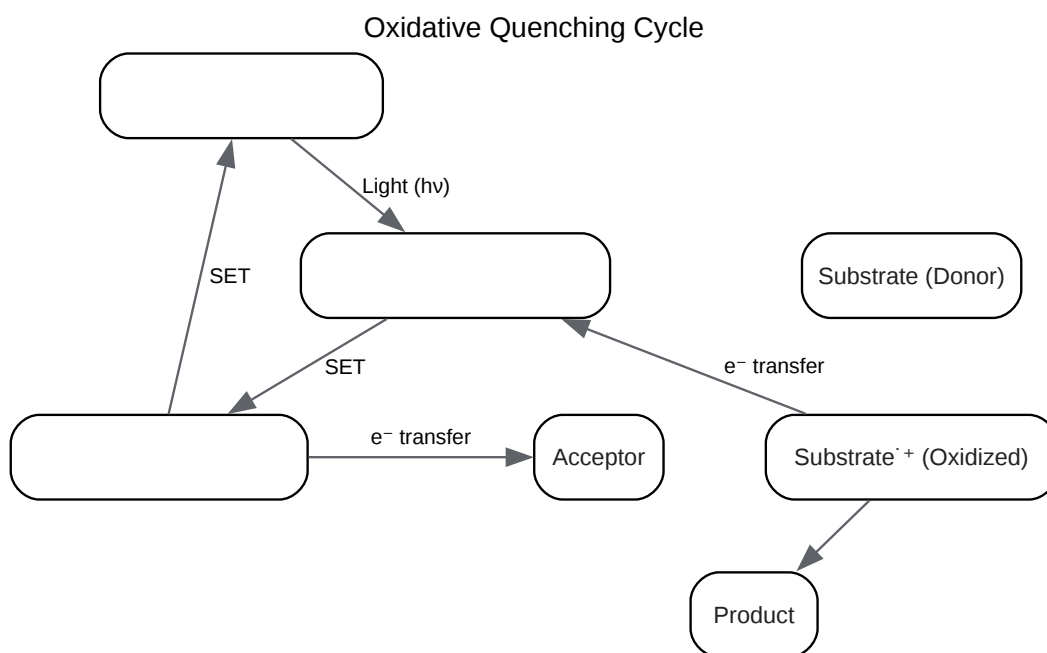 Oxidative Quenching Cycle
Light (hν)
SET
Substrate (Donor)
SET
e⁻ transfer
e⁻ transfer
Acceptor
Substrate˙⁺ (Oxidized)
Product